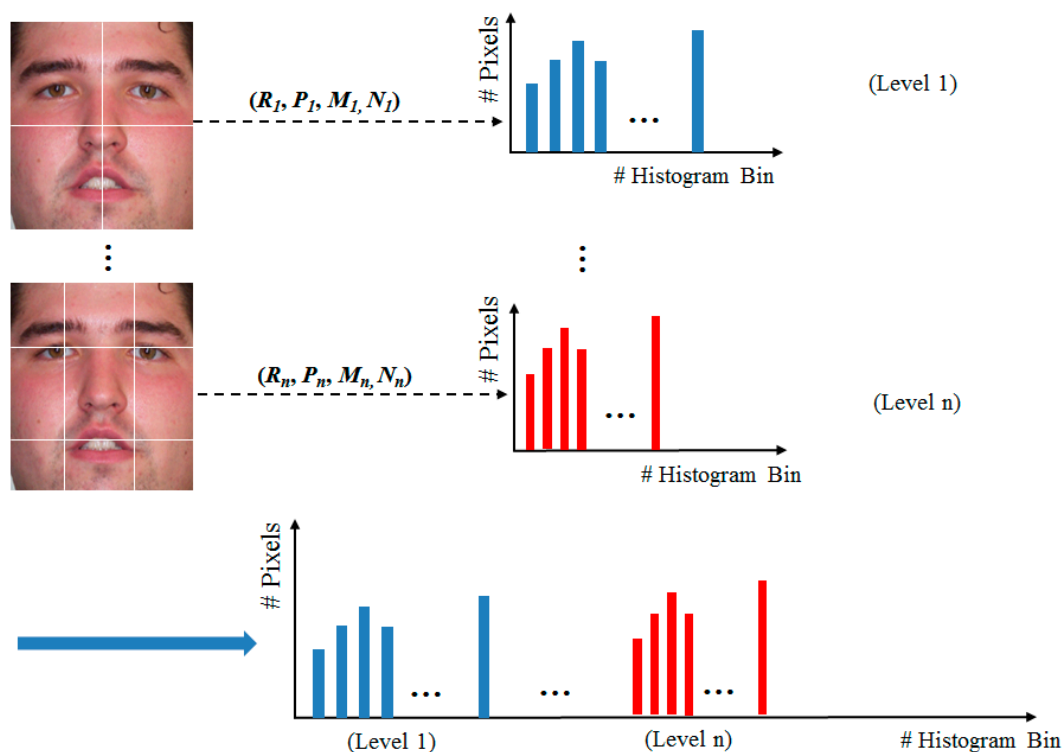 # Pixels
(R1, P1, M1, N1)
(Level 1)
...
# Histogram Bin
...
...
# Pixels
(Rn, Pn, Mn, Nn)
(Level n)
...
# Histogram Bin
# Pixels
... ... ...
(Level 1) (Level n) # Histogram Bin